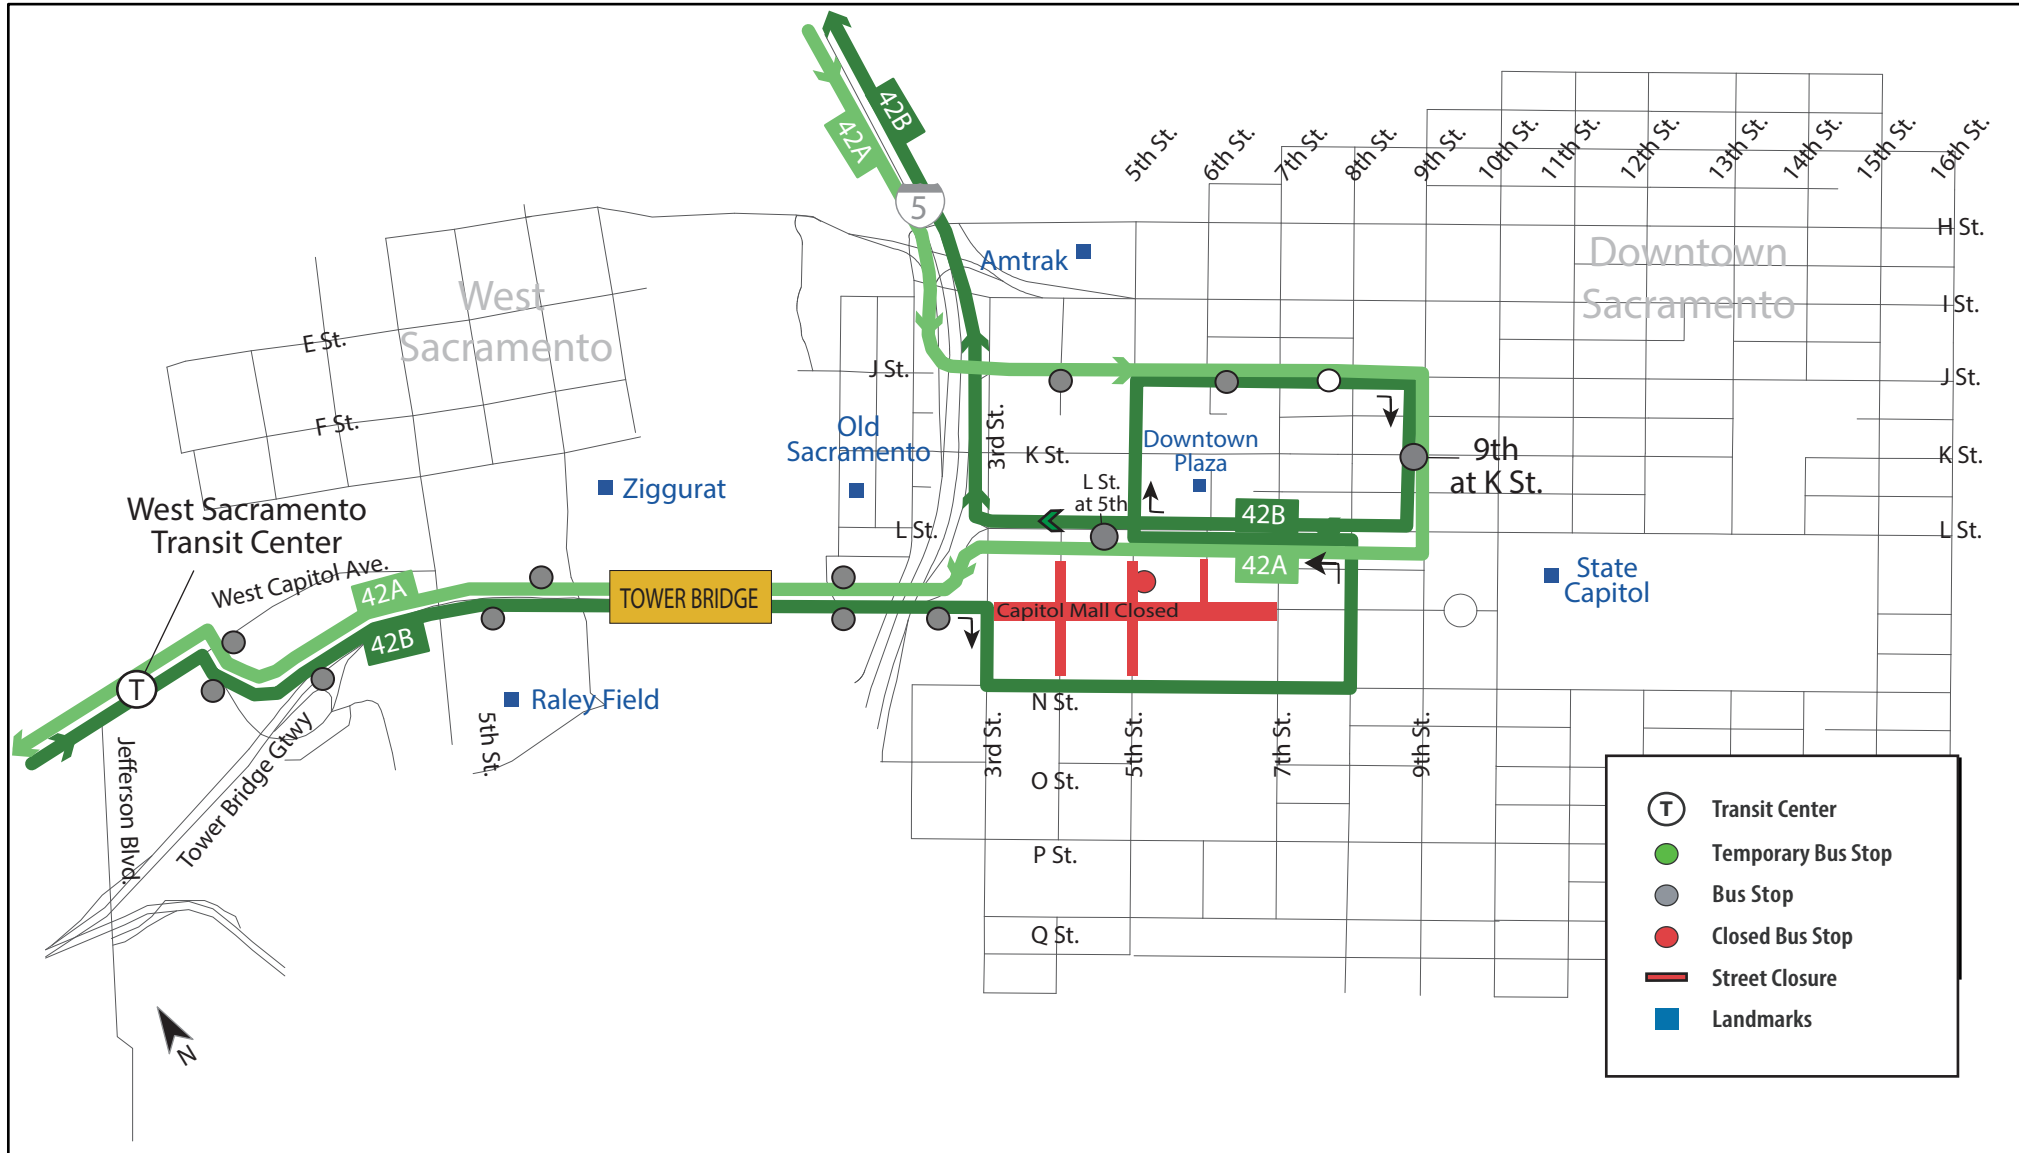 42B
42A
5
5th St.
6th St.
7th St.
8th St.
9th St.
10th St.
11th St.
12th St.
13th St.
14th St.
15th St.
16th St.
H St.
Amtrak
Downtown
Sacramento
West
Sacramento
I St.
E St.
J St.
J St.
F St.
Old
Sacramento
3rd St.
K St.
Downtown
Plaza
9th
at K St.
K St.
Ziggurat
L St.
at 5th
West Sacramento
Transit Center
L St.
42B
L St.
West Capitol Ave.
42A
42A
TOWER BRIDGE
State
Capitol
Capitol Mall Closed
42B
T
Raley Field
N St.
Jefferson Blvd.
Tower Bridge Gtwy
5th St.
3rd St.
5th St.
7th St.
9th St.
O St.
P St.
Q St.
N
T Transit Center
Temporary Bus Stop
Bus Stop
Closed Bus Stop
Street Closure
Landmarks